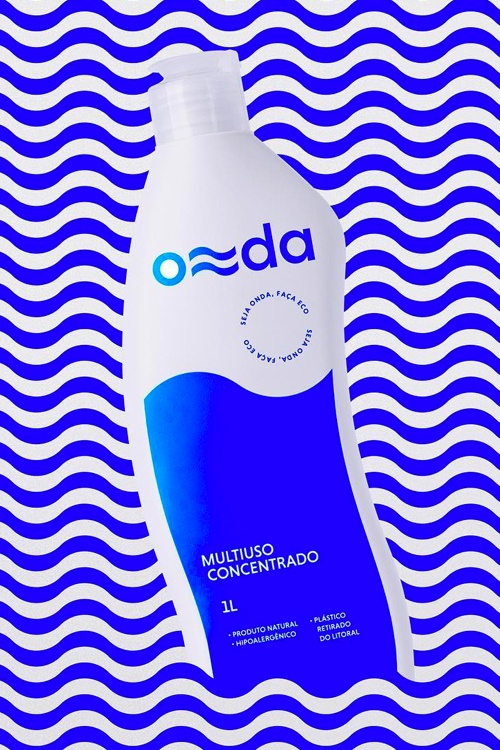 onda
SEJA ONDA, FAÇA ECO
SEJA ONDA, FAÇA ECO
MULTIUSO
CONCENTRADO
1L
• PRODUTO NATURAL
• HIPOALERGÊNICO
• PLÁSTICO
RETIRADO
DO LITORAL